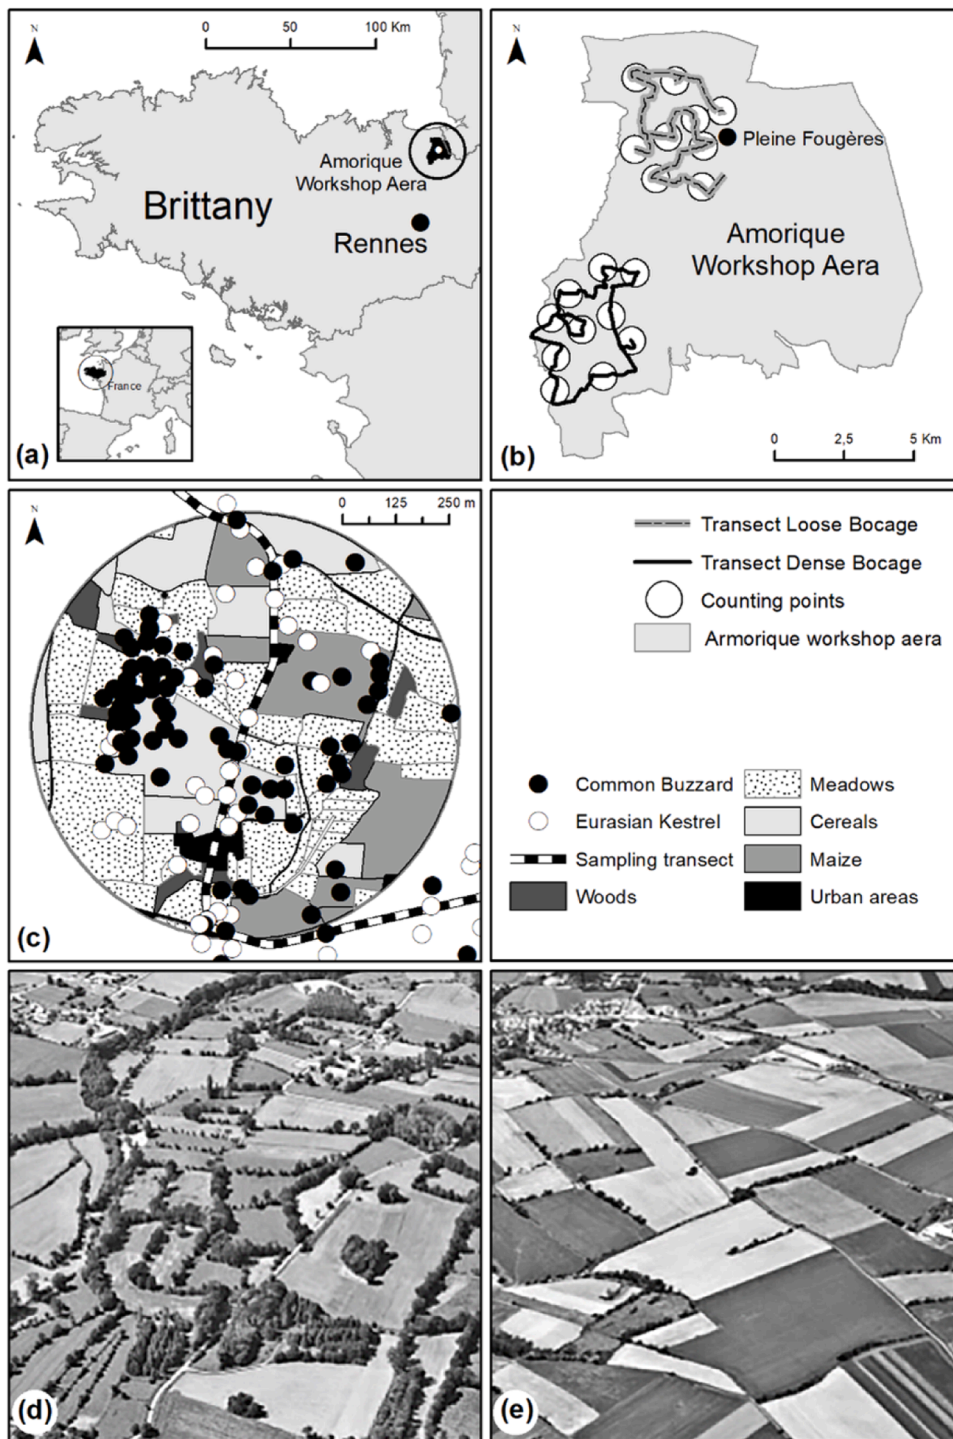 N
0 50 100 Km
Amorique
Workshop Aera
Brittany
Rennes
France
(a)
N
Pleine Fougères
Amorique
Workshop Aera
0 2,5 5 Km
(b)
N
0 125 250 m
(c)
Transect Loose Bocage
Transect Dense Bocage
Counting points
Armorique workshop aera
Common Buzzard
Eurasian Kestrel
Sampling transect
Woods
Meadows
Cereals
Maize
Urban areas
(d)
(e)